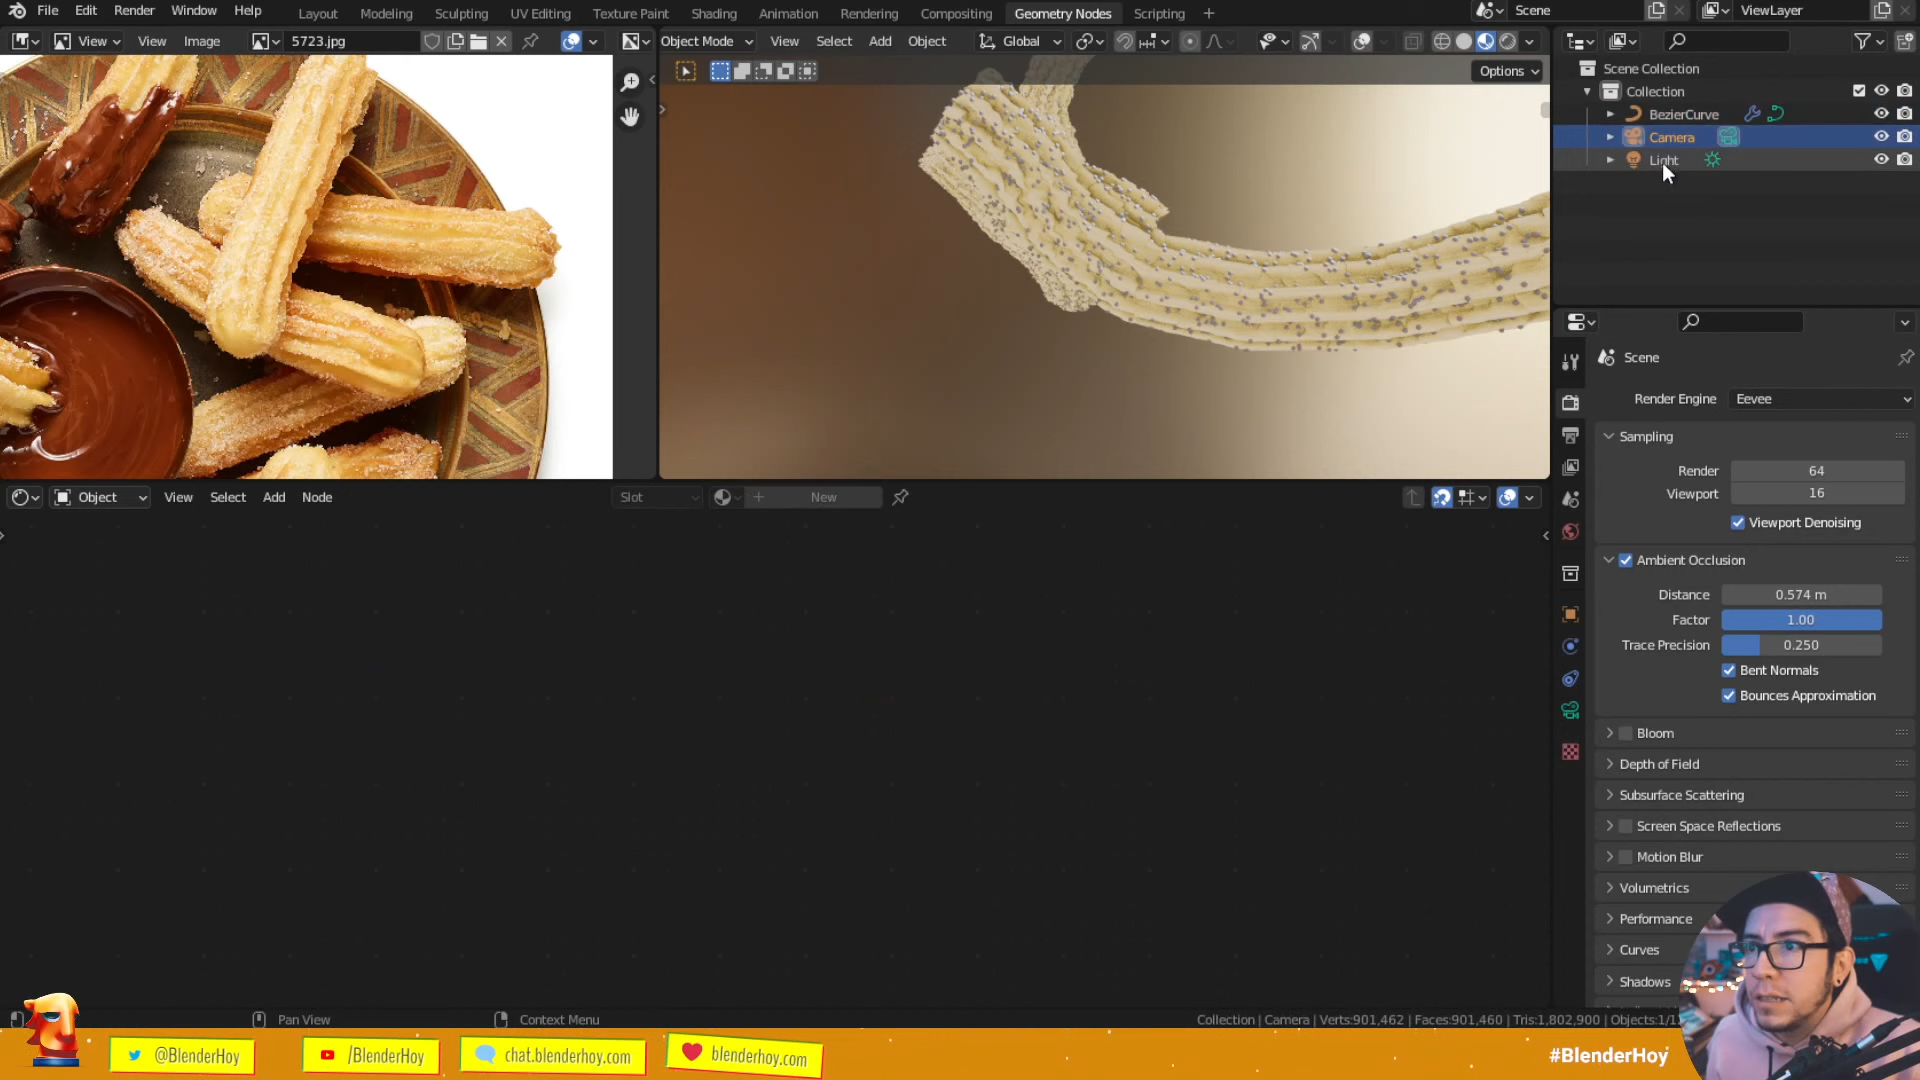 File Edit Render Window Help Layout Modeling Sculpting UV Editing Texture Paint Shading Animation Rendering Compositing Geometry Nodes Scripting + Scene ViewLayer
View View Image 5723.jpg Object Mode View Select Add Object Global
Options
Scene Collection
Collection
BezierCurve
Camera
Light
Scene
Render Engine Eevee
Sampling
Render 64
Viewport 16
Viewport Denoising
Ambient Occlusion
Distance 0.574 m
Factor 1.00
Trace Precision 0.250
Bent Normals
Bounces Approximation
Bloom
Depth of Field
Subsurface Scattering
Screen Space Reflections
Motion Blur
Volumetrics
Performance
Curves
Shadows
Object View Select Add Node Slot New
Pan View Context Menu Collection | Camera | Verts:901,462 | Faces:901,460 | Tris:1,802,900 | Objects:1/1
@BlenderHoy /BlenderHoy chat.blenderhoy.com blenderhoy.com #BlenderHoy